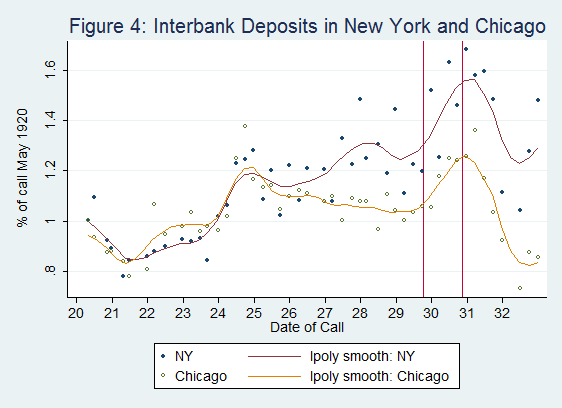 Figure 4: Interbank Deposits in New York and Chicago
% of call May 1920
1.6
1.4
1.2
1
.8
20 21 22 23 24 25 26 27 28 29 30 31 32
Date of Call
NY lpoly smooth: NY
Chicago lpoly smooth: Chicago